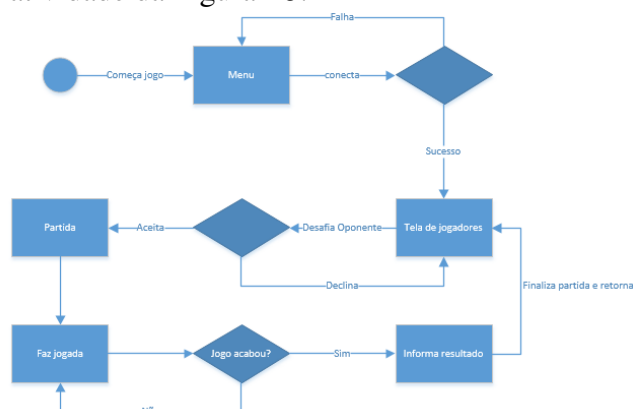 Falha
Começa jogo
Menu
conecta
Sucesso
Partida
Aceita
Desafia Oponente
Tela de jogadores
Declina
Finaliza partida e retorna
Faz jogada
Jogo acabou?
Sim
Informa resultado